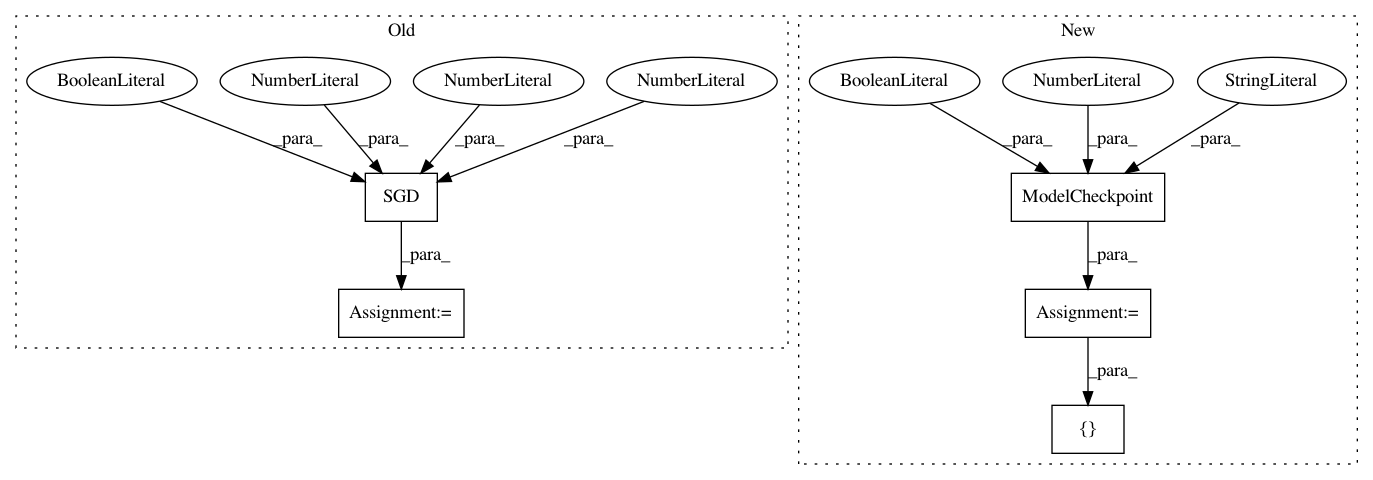 Old
New
BooleanLiteral
NumberLiteral
NumberLiteral
NumberLiteral
BooleanLiteral
NumberLiteral
StringLiteral
_para_
_para_
_para_
_para_
_para_
_para_
_para_
SGD
ModelCheckpoint
_para_
_para_
Assignment:=
Assignment:=
_para_
{}